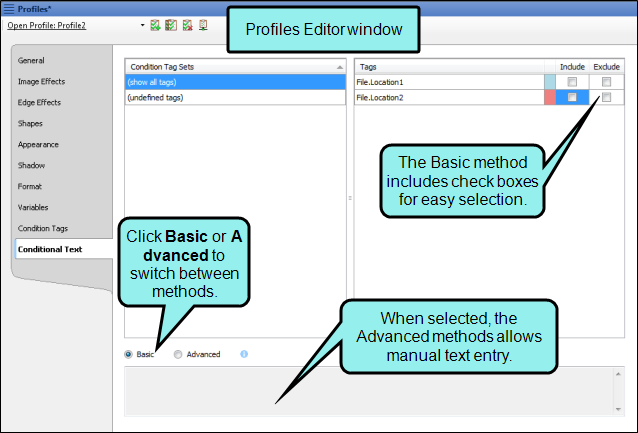 Profiles*
Open Profile: Profile2
Profiles Editor window
General
Image Effects
Edge Effects
Shapes
Appearance
Shadow
Format
Variables
Condition Tags
Conditional Text
Condition Tag Sets
(show all tags)
(undefined tags)
Tags Include Exclude
File.Location1
File.Location2
The Basic method
includes check boxes
for easy selection.
Click Basic or A
dvanced to
switch between
methods.
When selected, the
Advanced methods allows
manual text entry.
Basic Advanced